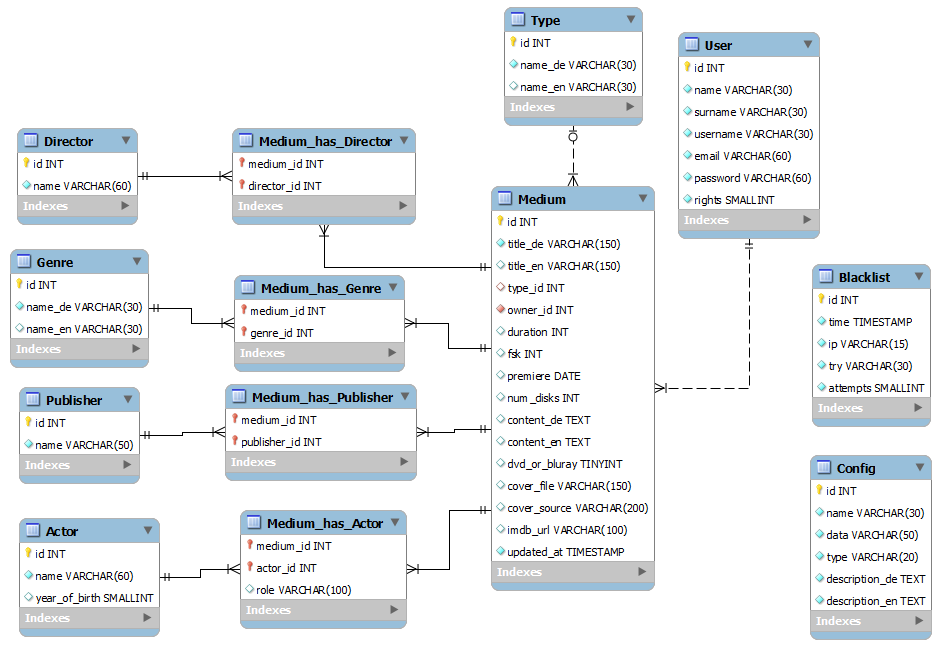 Type
id INT
name_de VARCHAR(30)
name_en VARCHAR(30)
Indexes
User
id INT
name VARCHAR(30)
surname VARCHAR(30)
username VARCHAR(30)
email VARCHAR(60)
password VARCHAR(60)
rights SMALLINT
Indexes
Director
id INT
name VARCHAR(60)
Indexes
Medium_has_Director
medium_id INT
director_id INT
Indexes
Medium
id INT
title_de VARCHAR(150)
title_en VARCHAR(150)
type_id INT
owner_id INT
duration INT
fsk INT
premiere DATE
num_disks INT
content_de TEXT
content_en TEXT
dvd_or_bluray TINYINT
cover_file VARCHAR(150)
cover_source VARCHAR(200)
imdb_url VARCHAR(100)
updated_at TIMESTAMP
Indexes
Genre
id INT
name_de VARCHAR(30)
name_en VARCHAR(30)
Indexes
Medium_has_Genre
medium_id INT
genre_id INT
Indexes
Blacklist
id INT
time TIMESTAMP
ip VARCHAR(15)
try VARCHAR(30)
attempts SMALLINT
Indexes
Publisher
id INT
name VARCHAR(50)
Indexes
Medium_has_Publisher
medium_id INT
publisher_id INT
Indexes
Config
id INT
name VARCHAR(30)
data VARCHAR(50)
type VARCHAR(20)
description_de TEXT
description_en TEXT
Indexes
Actor
id INT
name VARCHAR(60)
year_of_birth SMALLINT
Indexes
Medium_has_Actor
medium_id INT
actor_id INT
role VARCHAR(100)
Indexes